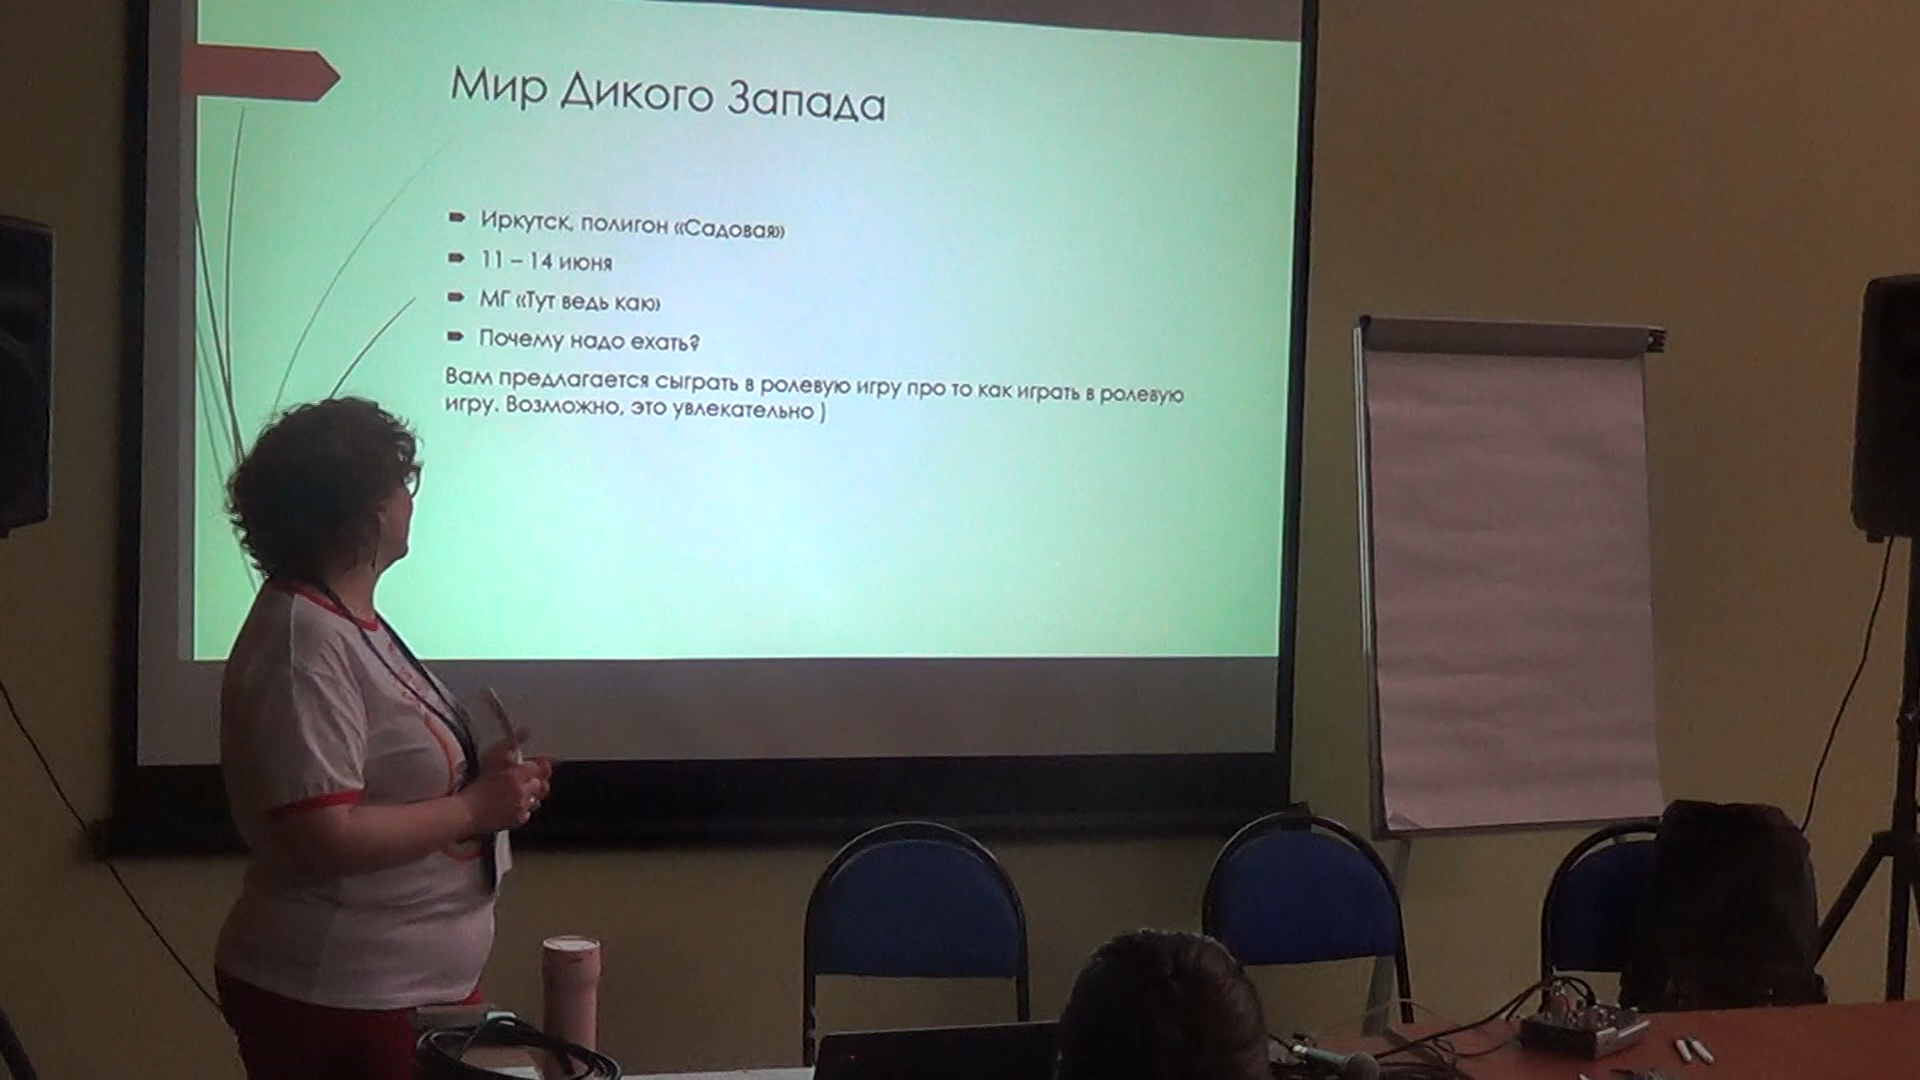 Мир Дикого Запада
Иркутск, полигон «Садовая»
11 – 14 июня
МГ «Тут ведь каю»
Почему надо ехать?
Вам предлагается сыграть в ролевую игру про то как играть в ролевую
игру. Возможно, это увлекательно )